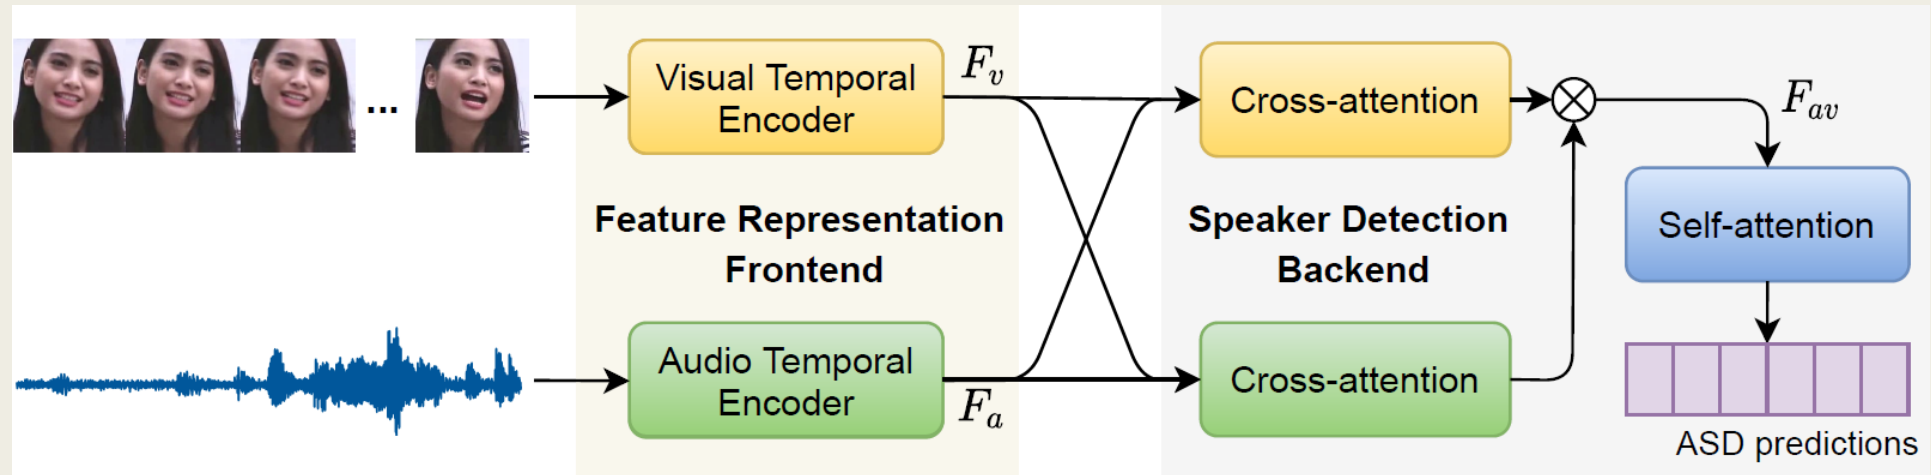 Visual Temporal
Encoder
F_v
Cross-attention
F_av
Self-attention
Feature Representation
Frontend
Speaker Detection
Backend
Audio Temporal
Encoder
F_a
Cross-attention
ASD predictions
...